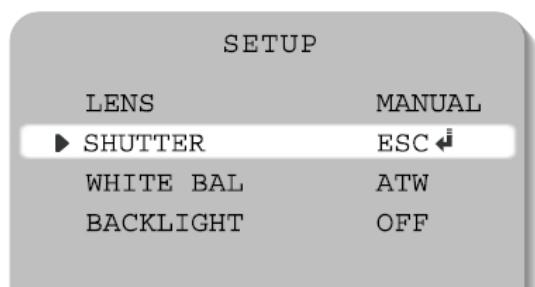 SETUP
LENS MANUAL
SHUTTER ESC
WHITE BAL ATW
BACKLIGHT OFF